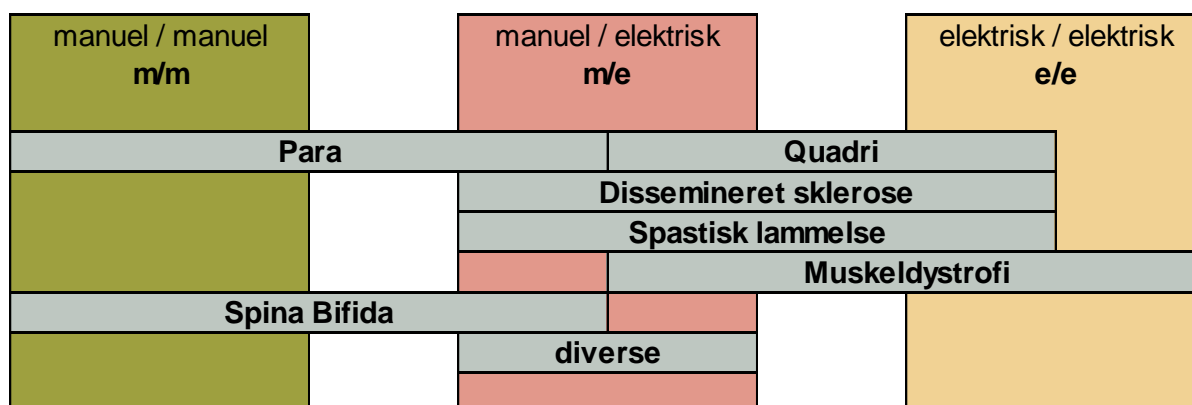 manuel / manuel
m/m
manuel / elektrisk
m/e
elektrisk / elektrisk
e/e
Para
Quadri
Dissemineret sklerose
Spastisk lammelse
Muskeldystrofi
Spina Bifida
diverse